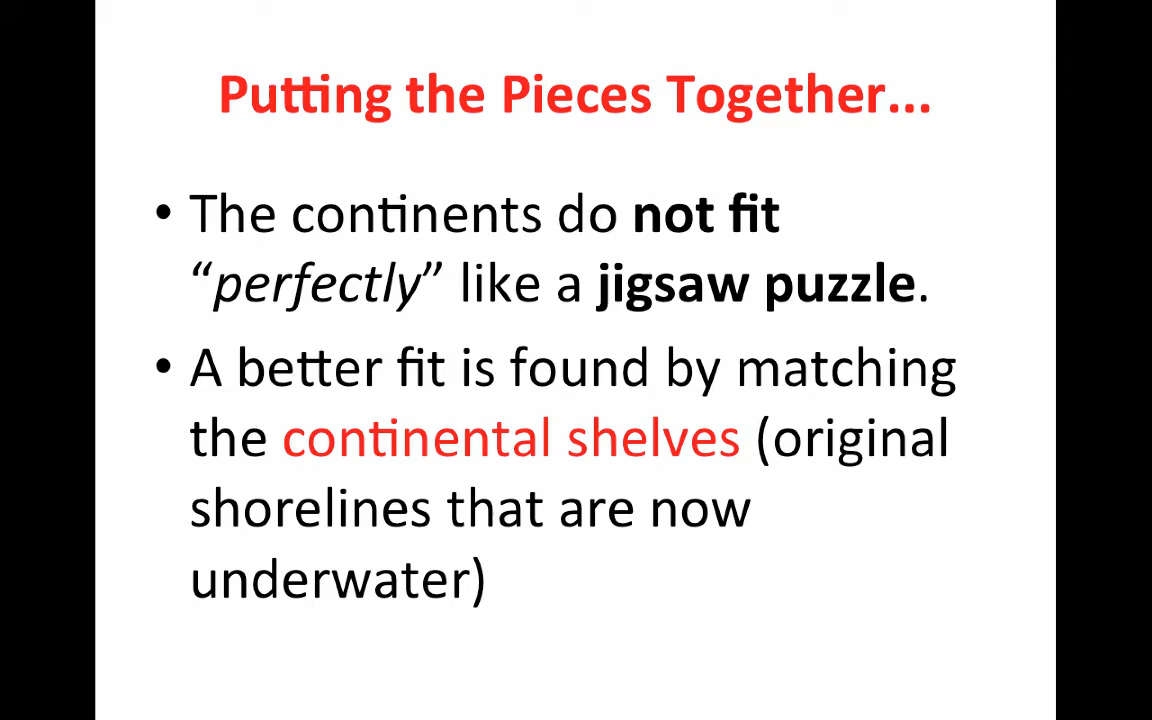 Putting the Pieces Together...
• The continents do not fit
“perfectly” like a jigsaw puzzle.
• A better fit is found by matching
the continental shelves (original
shorelines that are now
underwater)